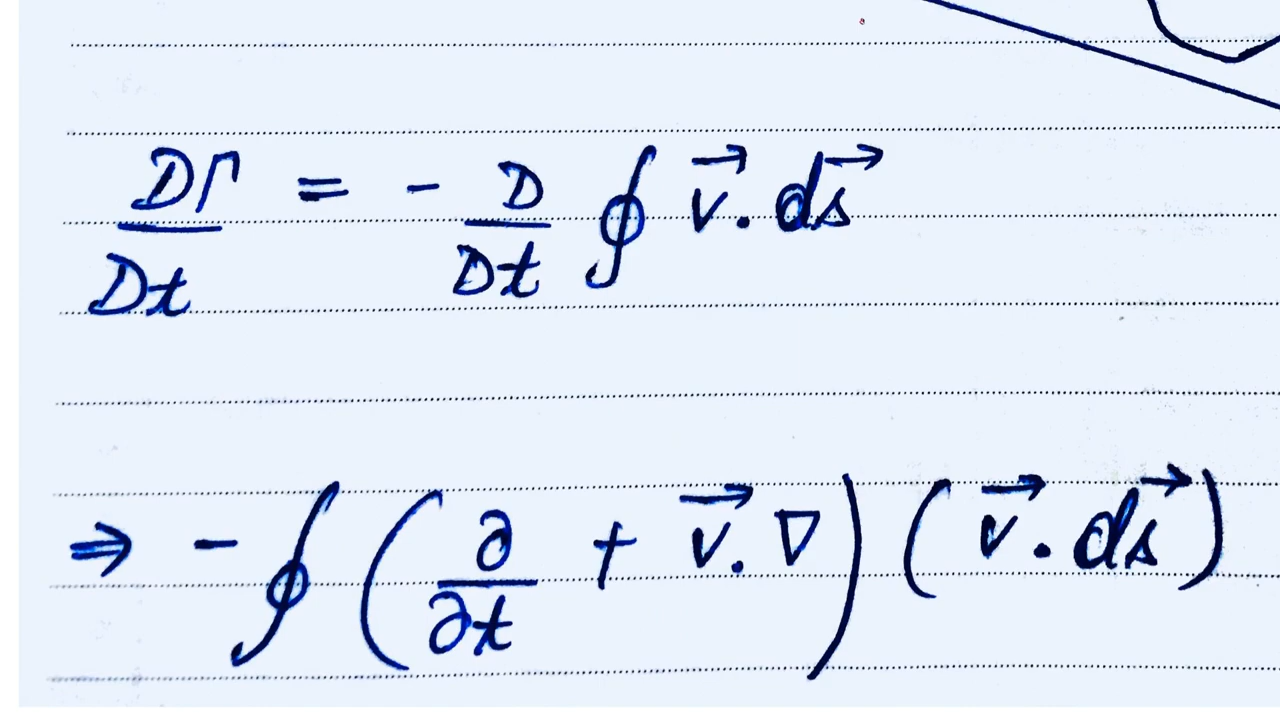 DΓ/Dt = - D/Dt ∮ v⃗ . ds⃗
⇒ - ∮ ( ∂/∂t + v⃗ . ∇ ) ( v⃗ . ds⃗ )